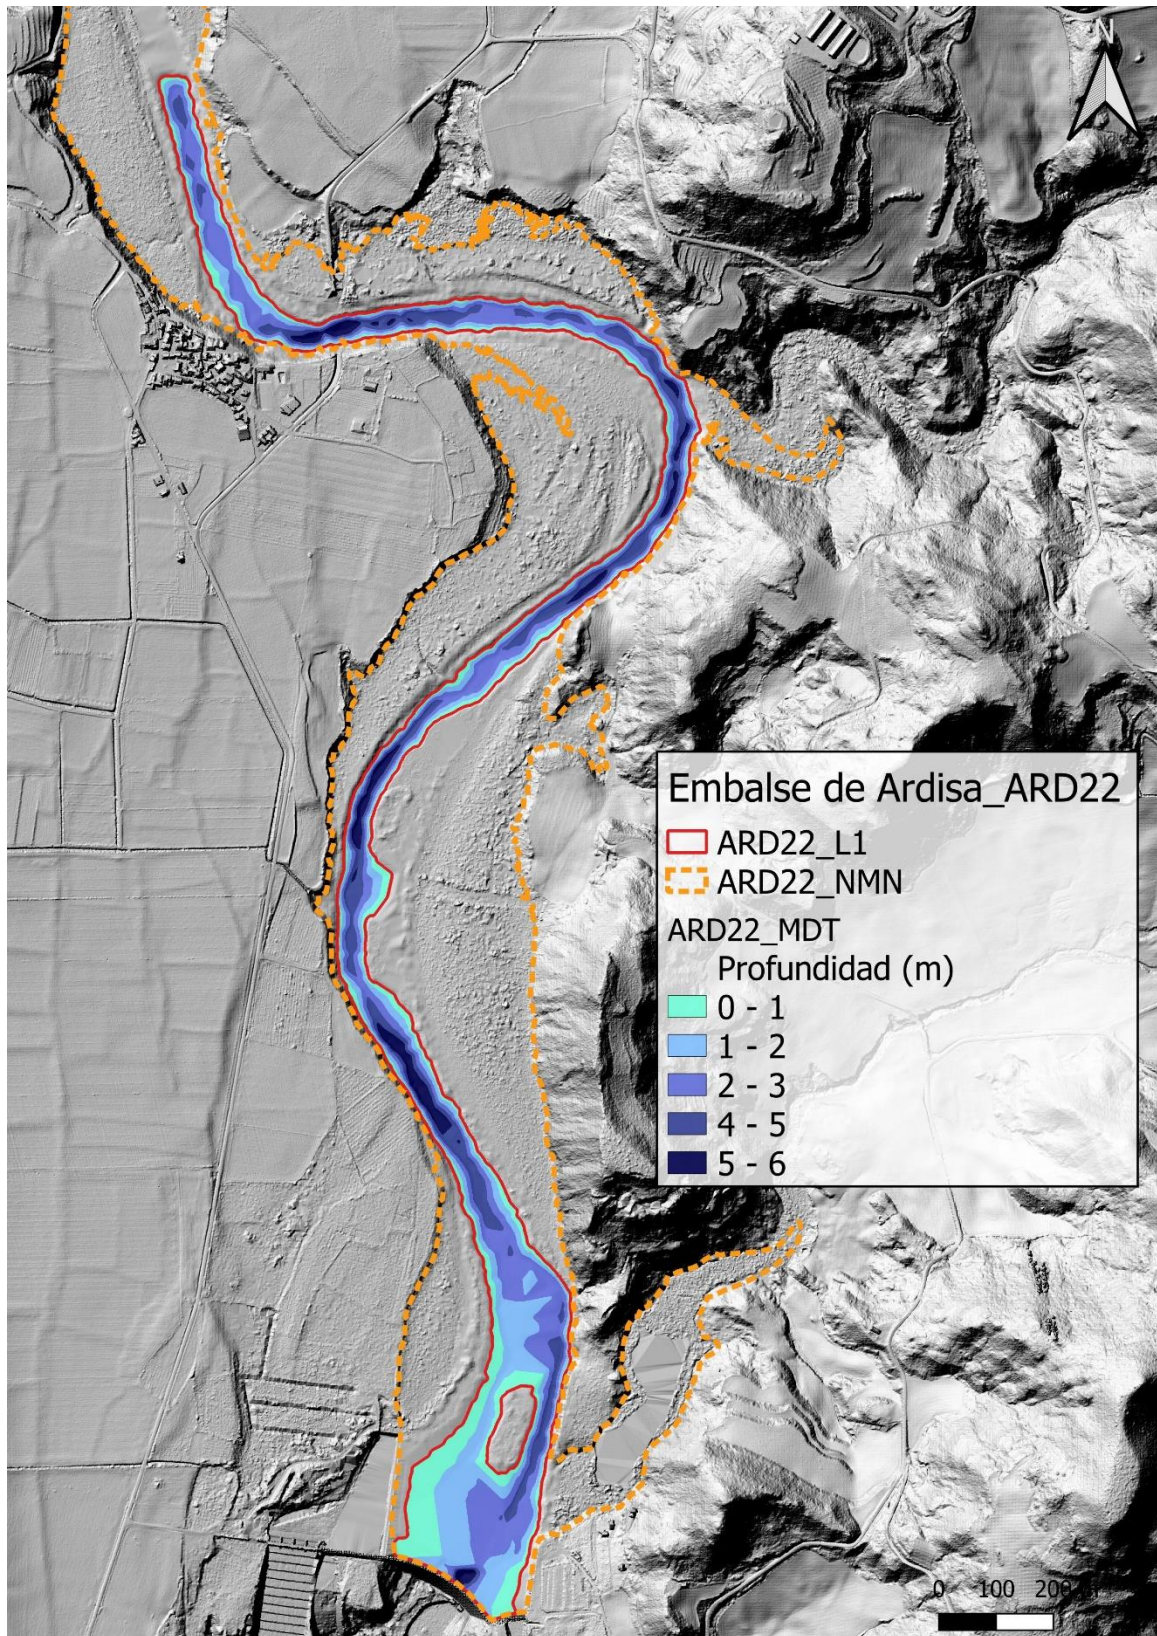 N
Embalse de Ardisa_ARD22
ARD22_L1
ARD22_NMN
ARD22_MDT
Profundidad (m)
0 - 1
1 - 2
2 - 3
4 - 5
5 - 6
0 100 200